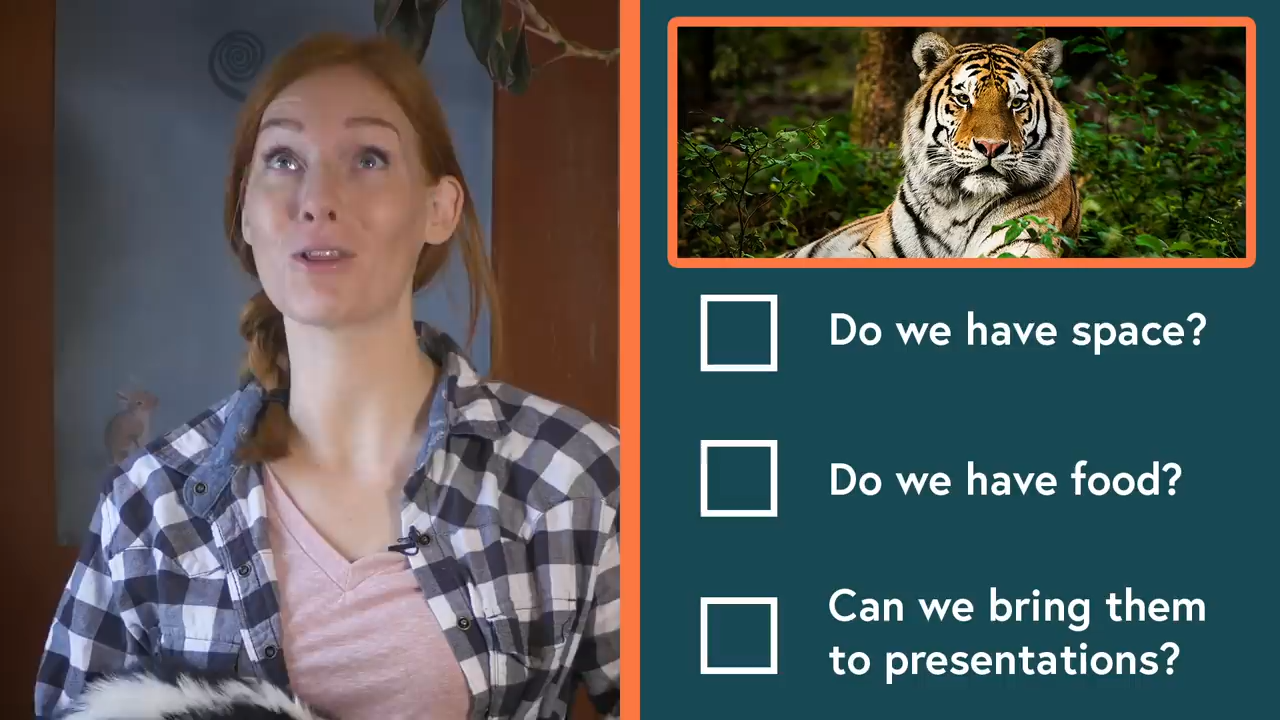 Do we have space?
Do we have food?
Can we bring them
to presentations?